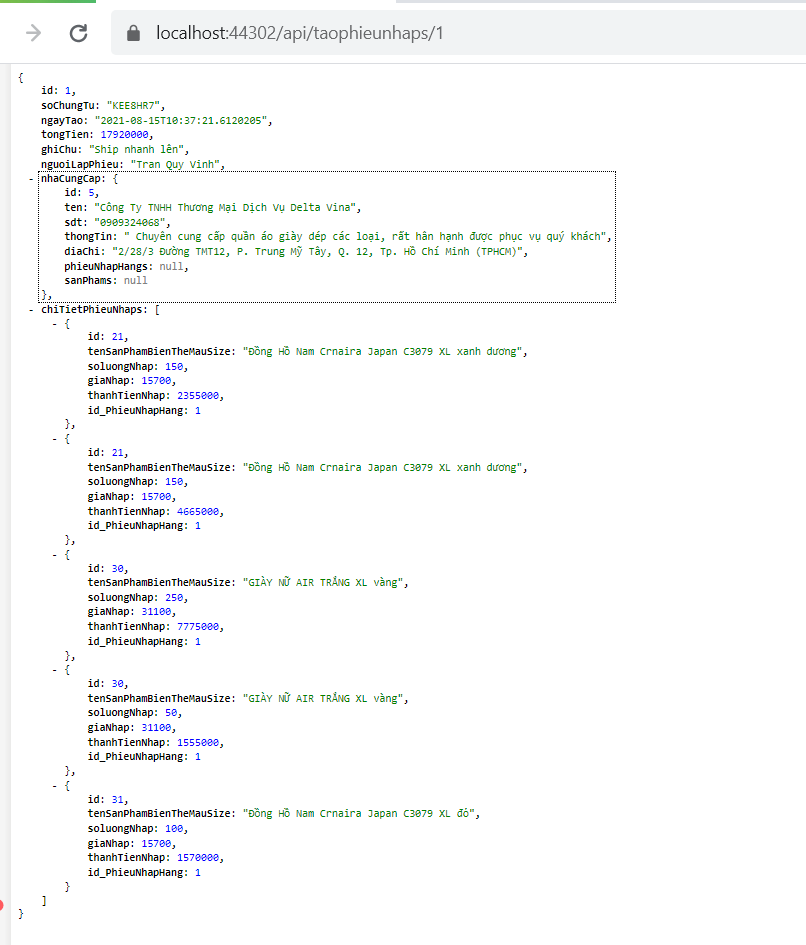 localhost:44302/api/taophieunhaps/1
{
id: 1,
soChungTu: "KEE8HR7",
ngayTao: "2021-08-15T10:37:21.6120205",
tongTien: 17920000,
ghiChu: "Ship nhanh lên",
nguoiLapPhieu: "Tran Quy Vinh",
- nhaCungCap: {
id: 5,
ten: "Công Ty TNHH Thương Mại Dịch Vụ Delta Vina",
sdt: "0909324068",
thongTin: " Chuyên cung cấp quần áo giày dép các loại, rất hân hạnh được phục vụ quý khách",
diaChi: "2/28/3 Đường TMT12, P. Trung Mỹ Tây, Q. 12, Tp. Hồ Chí Minh (TPHCM)",
phieuNhapHangs: null,
sanPhams: null
},
- chiTietPhieuNhaps: [
- {
id: 21,
tenSanPhamBienTheMauSize: "Đồng Hồ Nam Crnaira Japan C3079 XL xanh dương",
soluongNhap: 150,
giaNhap: 15700,
thanhTienNhap: 2355000,
id_PhieuNhapHang: 1
},
- {
id: 21,
tenSanPhamBienTheMauSize: "Đồng Hồ Nam Crnaira Japan C3079 XL xanh dương",
soluongNhap: 150,
giaNhap: 15700,
thanhTienNhap: 4665000,
id_PhieuNhapHang: 1
},
- {
id: 30,
tenSanPhamBienTheMauSize: "GIÀY NỮ AIR TRẮNG XL vàng",
soluongNhap: 250,
giaNhap: 31100,
thanhTienNhap: 7775000,
id_PhieuNhapHang: 1
},
- {
id: 30,
tenSanPhamBienTheMauSize: "GIÀY NỮ AIR TRẮNG XL vàng",
soluongNhap: 50,
giaNhap: 31100,
thanhTienNhap: 1555000,
id_PhieuNhapHang: 1
},
- {
id: 31,
tenSanPhamBienTheMauSize: "Đồng Hồ Nam Crnaira Japan C3079 XL đỏ",
soluongNhap: 100,
giaNhap: 15700,
thanhTienNhap: 1570000,
id_PhieuNhapHang: 1
}
]
}